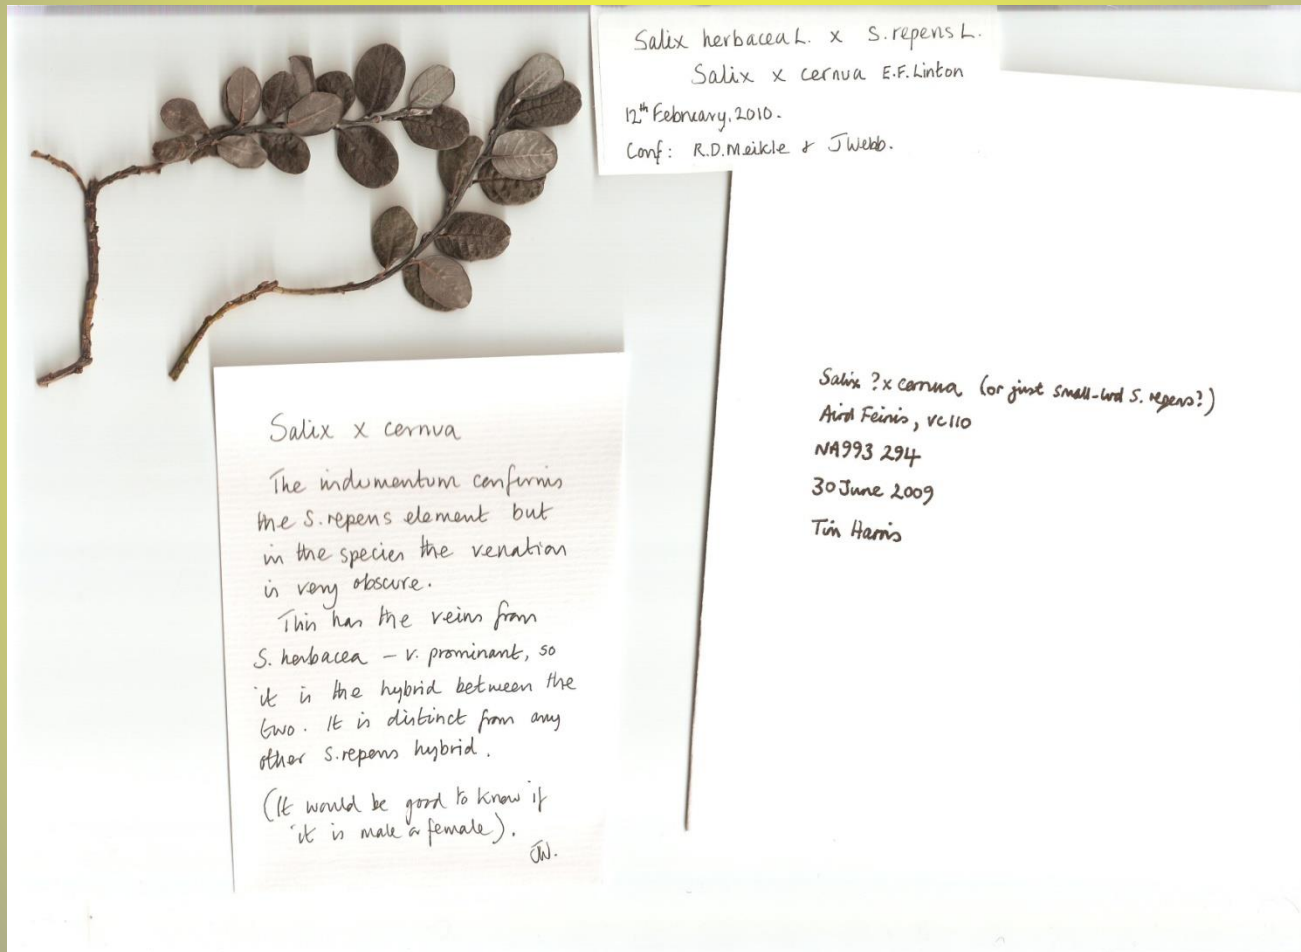 Salix herbacea L. x S. repens L.
Salix x cernua E.F. Linton
12th February, 2010.
Conf: R.D. Meikle & J Webb.
Salix x cernua
The indumentum confirms
the S. repens element but
in the species the venation
is very obscure.
This has the veins from
S. herbacea – v. prominant, so
it is the hybrid between the
two. It is distinct from any
other S. repens hybrid.
(It would be good to know if
it is male or female).
JW.
Salix ? x cernua (or just small-lvd S. repens?)
Aird Feinis, vc110
NA993 294
30 June 2009
Tim Harris